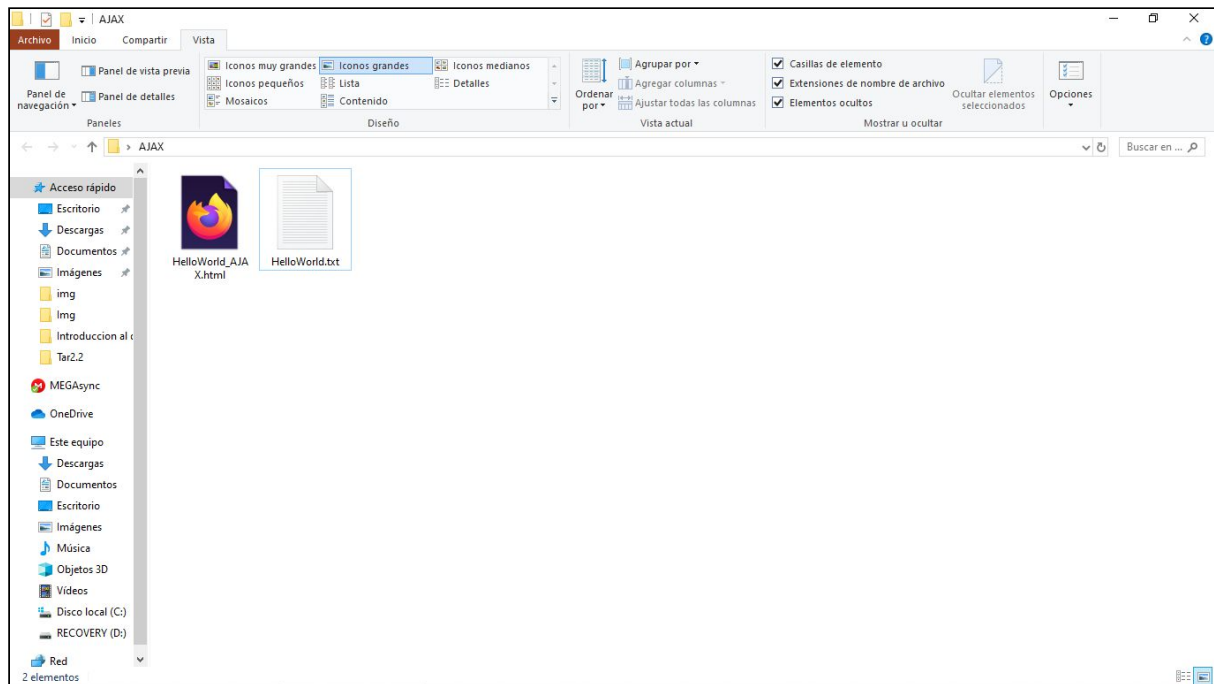 AJAX
Archivo Inicio Compartir Vista
Panel de navegación
Panel de vista previa
Panel de detalles
Paneles
Iconos muy grandes Iconos grandes Iconos medianos
Iconos pequeños Lista Detalles
Mosaicos Contenido
Diseño
Ordenar por
Agrupar por
Agregar columnas
Ajustar todas las columnas
Vista actual
Casillas de elemento
Extensiones de nombre de archivo
Elementos ocultos
Ocultar elementos
seleccionados
Mostrar u ocultar
Opciones
AJAX
Buscar en ...
Acceso rápido
Escritorio
Descargas
Documentos
Imágenes
img
Img
Introduccion al
Tar2.2
MEGAsync
OneDrive
Este equipo
Descargas
Documentos
Escritorio
Imágenes
Música
Objetos 3D
Vídeos
Disco local (C:)
RECOVERY (D:)
Red
HelloWorld_AJA
X.html
HelloWorld.txt
2 elementos